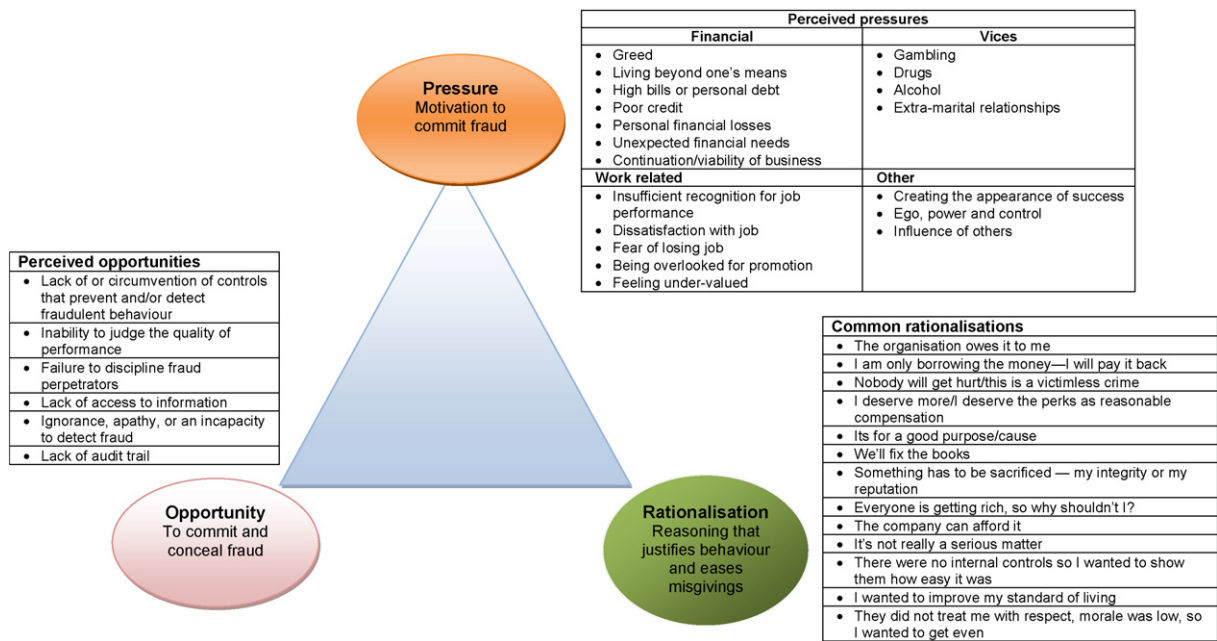 Perceived pressures
Financial
Vices
• Greed
• Living beyond one's means
• High bills or personal debt
• Poor credit
• Personal financial losses
• Unexpected financial needs
• Continuation/viability of business
• Gambling
• Drugs
• Alcohol
• Extra-marital relationships
Work related
Other
• Insufficient recognition for job
performance
• Dissatisfaction with job
• Fear of losing job
• Being overlooked for promotion
• Feeling under-valued
• Creating the appearance of success
• Ego, power and control
• Influence of others
Pressure
Motivation to
commit fraud
Perceived opportunities
• Lack of or circumvention of controls
that prevent and/or detect
fraudulent behaviour
• Inability to judge the quality of
performance
• Failure to discipline fraud
perpetrators
• Lack of access to information
• Ignorance, apathy, or an incapacity
to detect fraud
• Lack of audit trail
Opportunity
To commit and
conceal fraud
Rationalisation
Reasoning that
justifies behaviour
and eases
misgivings
Common rationalisations
• The organisation owes it to me
• I am only borrowing the money—I will pay it back
• Nobody will get hurt/this is a victimless crime
• I deserve more/I deserve the perks as reasonable
compensation
• Its for a good purpose/cause
• We'll fix the books
• Something has to be sacrificed — my integrity or my
reputation
• Everyone is getting rich, so why shouldn't I?
• The company can afford it
• It's not really a serious matter
• There were no internal controls so I wanted to show
them how easy it was
• I wanted to improve my standard of living
• They did not treat me with respect, morale was low, so
I wanted to get even